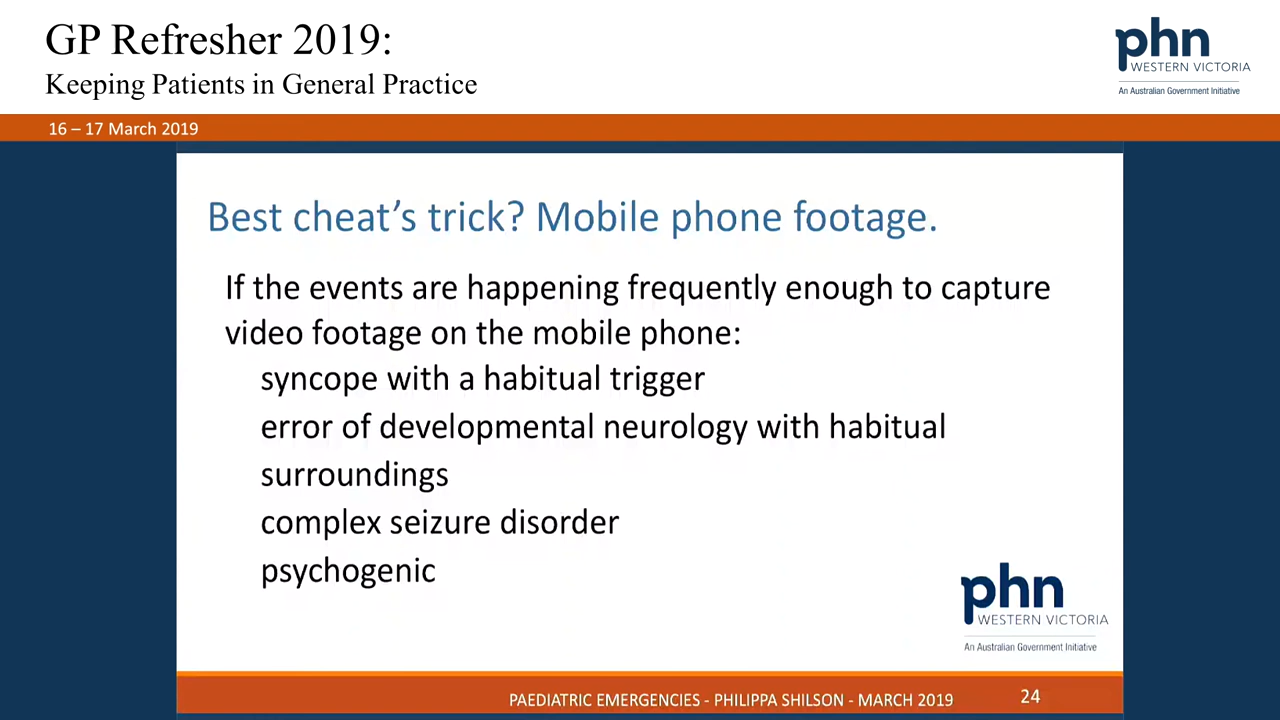 GP Refresher 2019:
Keeping Patients in General Practice
phn
WESTERN VICTORIA
An Australian Government Initiative
16 – 17 March 2019
Best cheat’s trick? Mobile phone footage.
If the events are happening frequently enough to capture
video footage on the mobile phone:
syncope with a habitual trigger
error of developmental neurology with habitual
surroundings
complex seizure disorder
psychogenic
phn
WESTERN VICTORIA
An Australian Government Initiative
PAEDIATRIC EMERGENCIES - PHILIPPA SHILSON - MARCH 2019
24